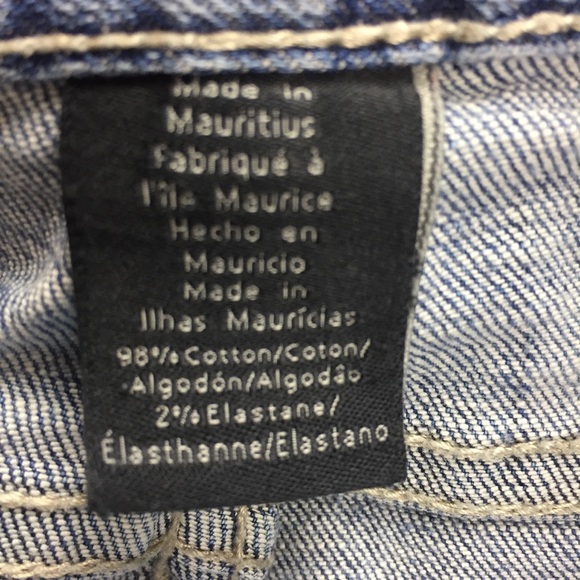 Made in
Mauritius
Fabriqué à
l'île Maurice
Hecho en
Mauricio
Made in
Ilhas Maurícias
98% Cotton/Coton/
Algodón/Algodão
2% Elastane/
Élasthanne/Elastano